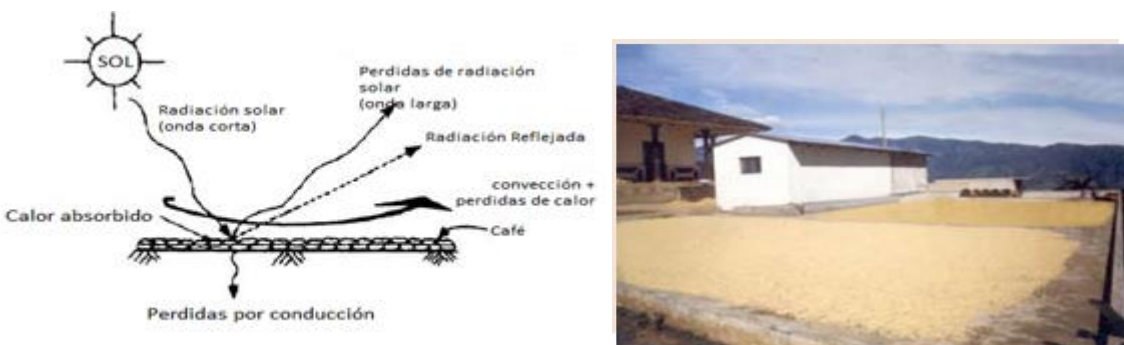 SOL
Perdidas de radiación
solar
(onda larga)
Radiación solar
(onda corta)
Radiación Reflejada
convección +
perdidas de calor
Calor absorbido
Café
Perdidas por conducción